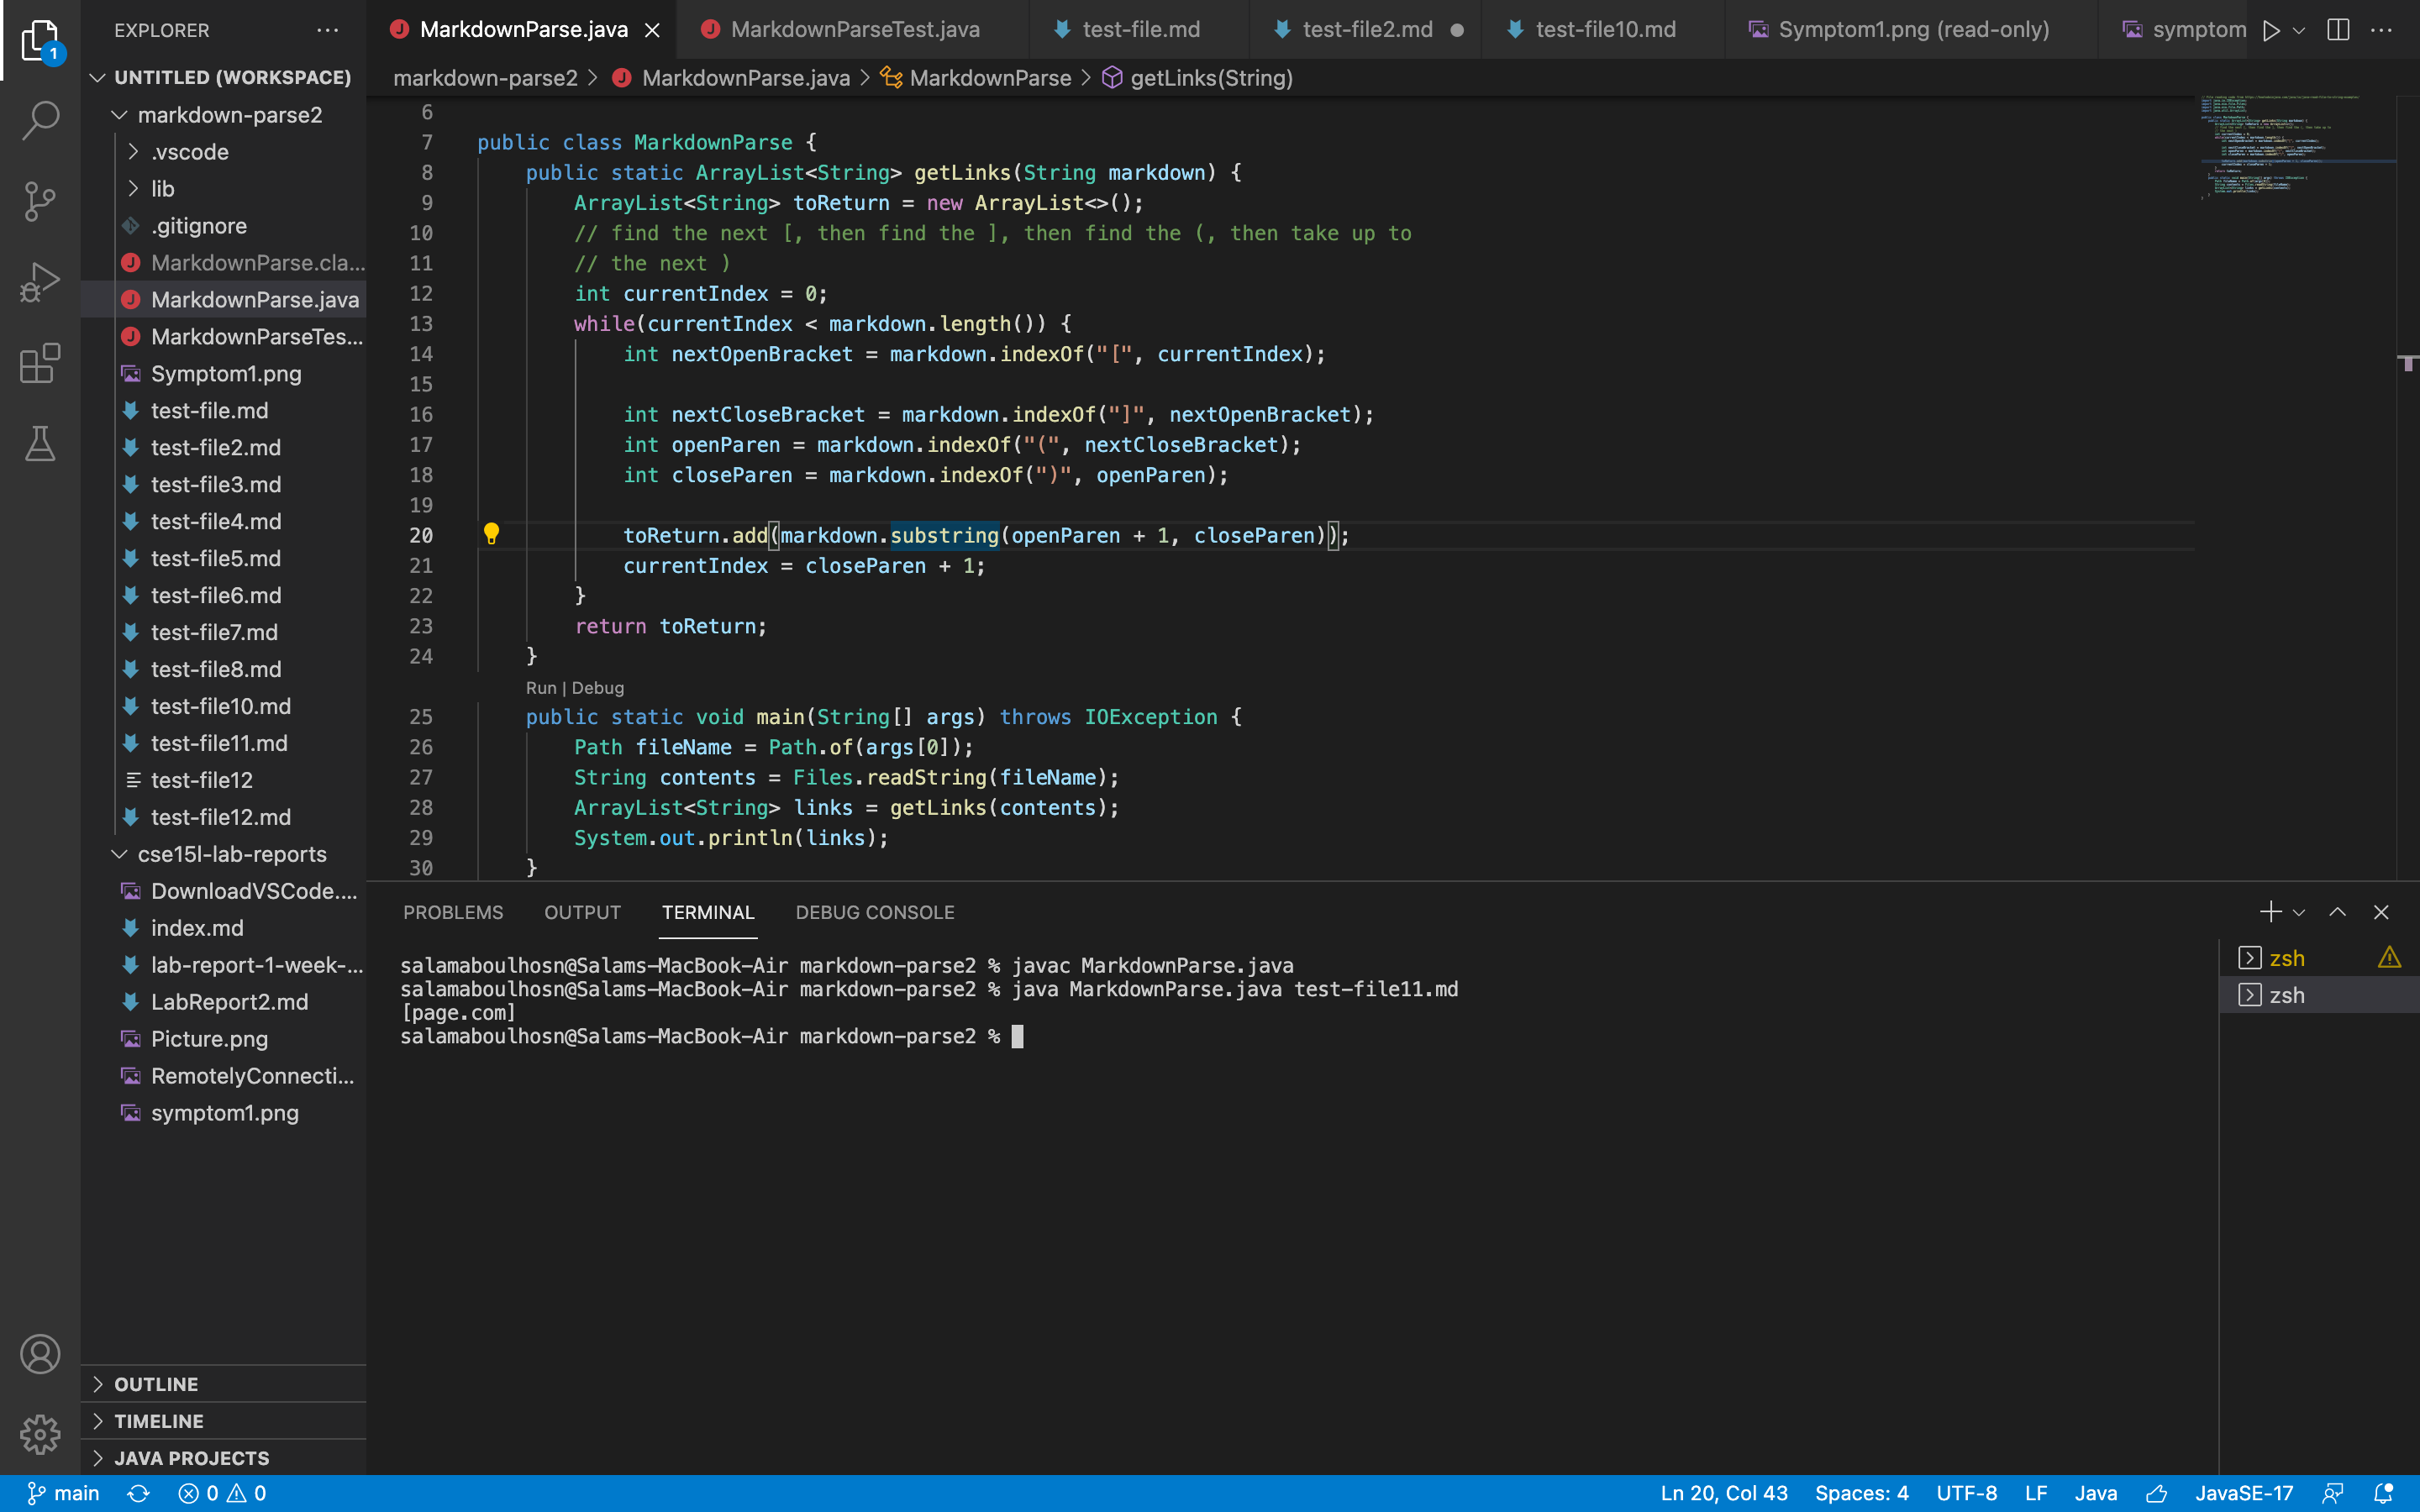 EXPLORER
UNTITLED (WORKSPACE)
markdown-parse2
.vscode
lib
.gitignore
MarkdownParse.cla...
MarkdownParse.java
MarkdownParseTes...
Symptom1.png
test-file.md
test-file2.md
test-file3.md
test-file4.md
test-file5.md
test-file6.md
test-file7.md
test-file8.md
test-file10.md
test-file11.md
test-file12
test-file12.md
cse15l-lab-reports
DownloadVSCode....
index.md
lab-report-1-week-...
LabReport2.md
Picture.png
RemotelyConnecti...
symptom1.png
OUTLINE
TIMELINE
JAVA PROJECTS
1
MarkdownParse.java MarkdownParseTest.java test-file.md test-file2.md test-file10.md Symptom1.png (read-only) symptom
markdown-parse2 > MarkdownParse.java > MarkdownParse > getLinks(String)
6
7 public class MarkdownParse {
8 public static ArrayList<String> getLinks(String markdown) {
9 ArrayList<String> toReturn = new ArrayList<>();
10 // find the next [, then find the ], then find the (, then take up to
11 // the next )
12 int currentIndex = 0;
13 while(currentIndex < markdown.length()) {
14 int nextOpenBracket = markdown.indexOf("[", currentIndex);
15
16 int nextCloseBracket = markdown.indexOf("]", nextOpenBracket);
17 int openParen = markdown.indexOf("(", nextCloseBracket);
18 int closeParen = markdown.indexOf(")", openParen);
19
20 toReturn.add(markdown.substring(openParen + 1, closeParen));
21 currentIndex = closeParen + 1;
22 }
23 return toReturn;
24 }
Run | Debug
25 public static void main(String[] args) throws IOException {
26 Path fileName = Path.of(args[0]);
27 String contents = Files.readString(fileName);
28 ArrayList<String> links = getLinks(contents);
29 System.out.println(links);
30 }
PROBLEMS OUTPUT TERMINAL DEBUG CONSOLE
salamaboulhosn@Salams-MacBook-Air markdown-parse2 % javac MarkdownParse.java
salamaboulhosn@Salams-MacBook-Air markdown-parse2 % java MarkdownParse.java test-file11.md
[page.com]
salamaboulhosn@Salams-MacBook-Air markdown-parse2 %
zsh
zsh
main 0 0 Ln 20, Col 43 Spaces: 4 UTF-8 LF Java JavaSE-17